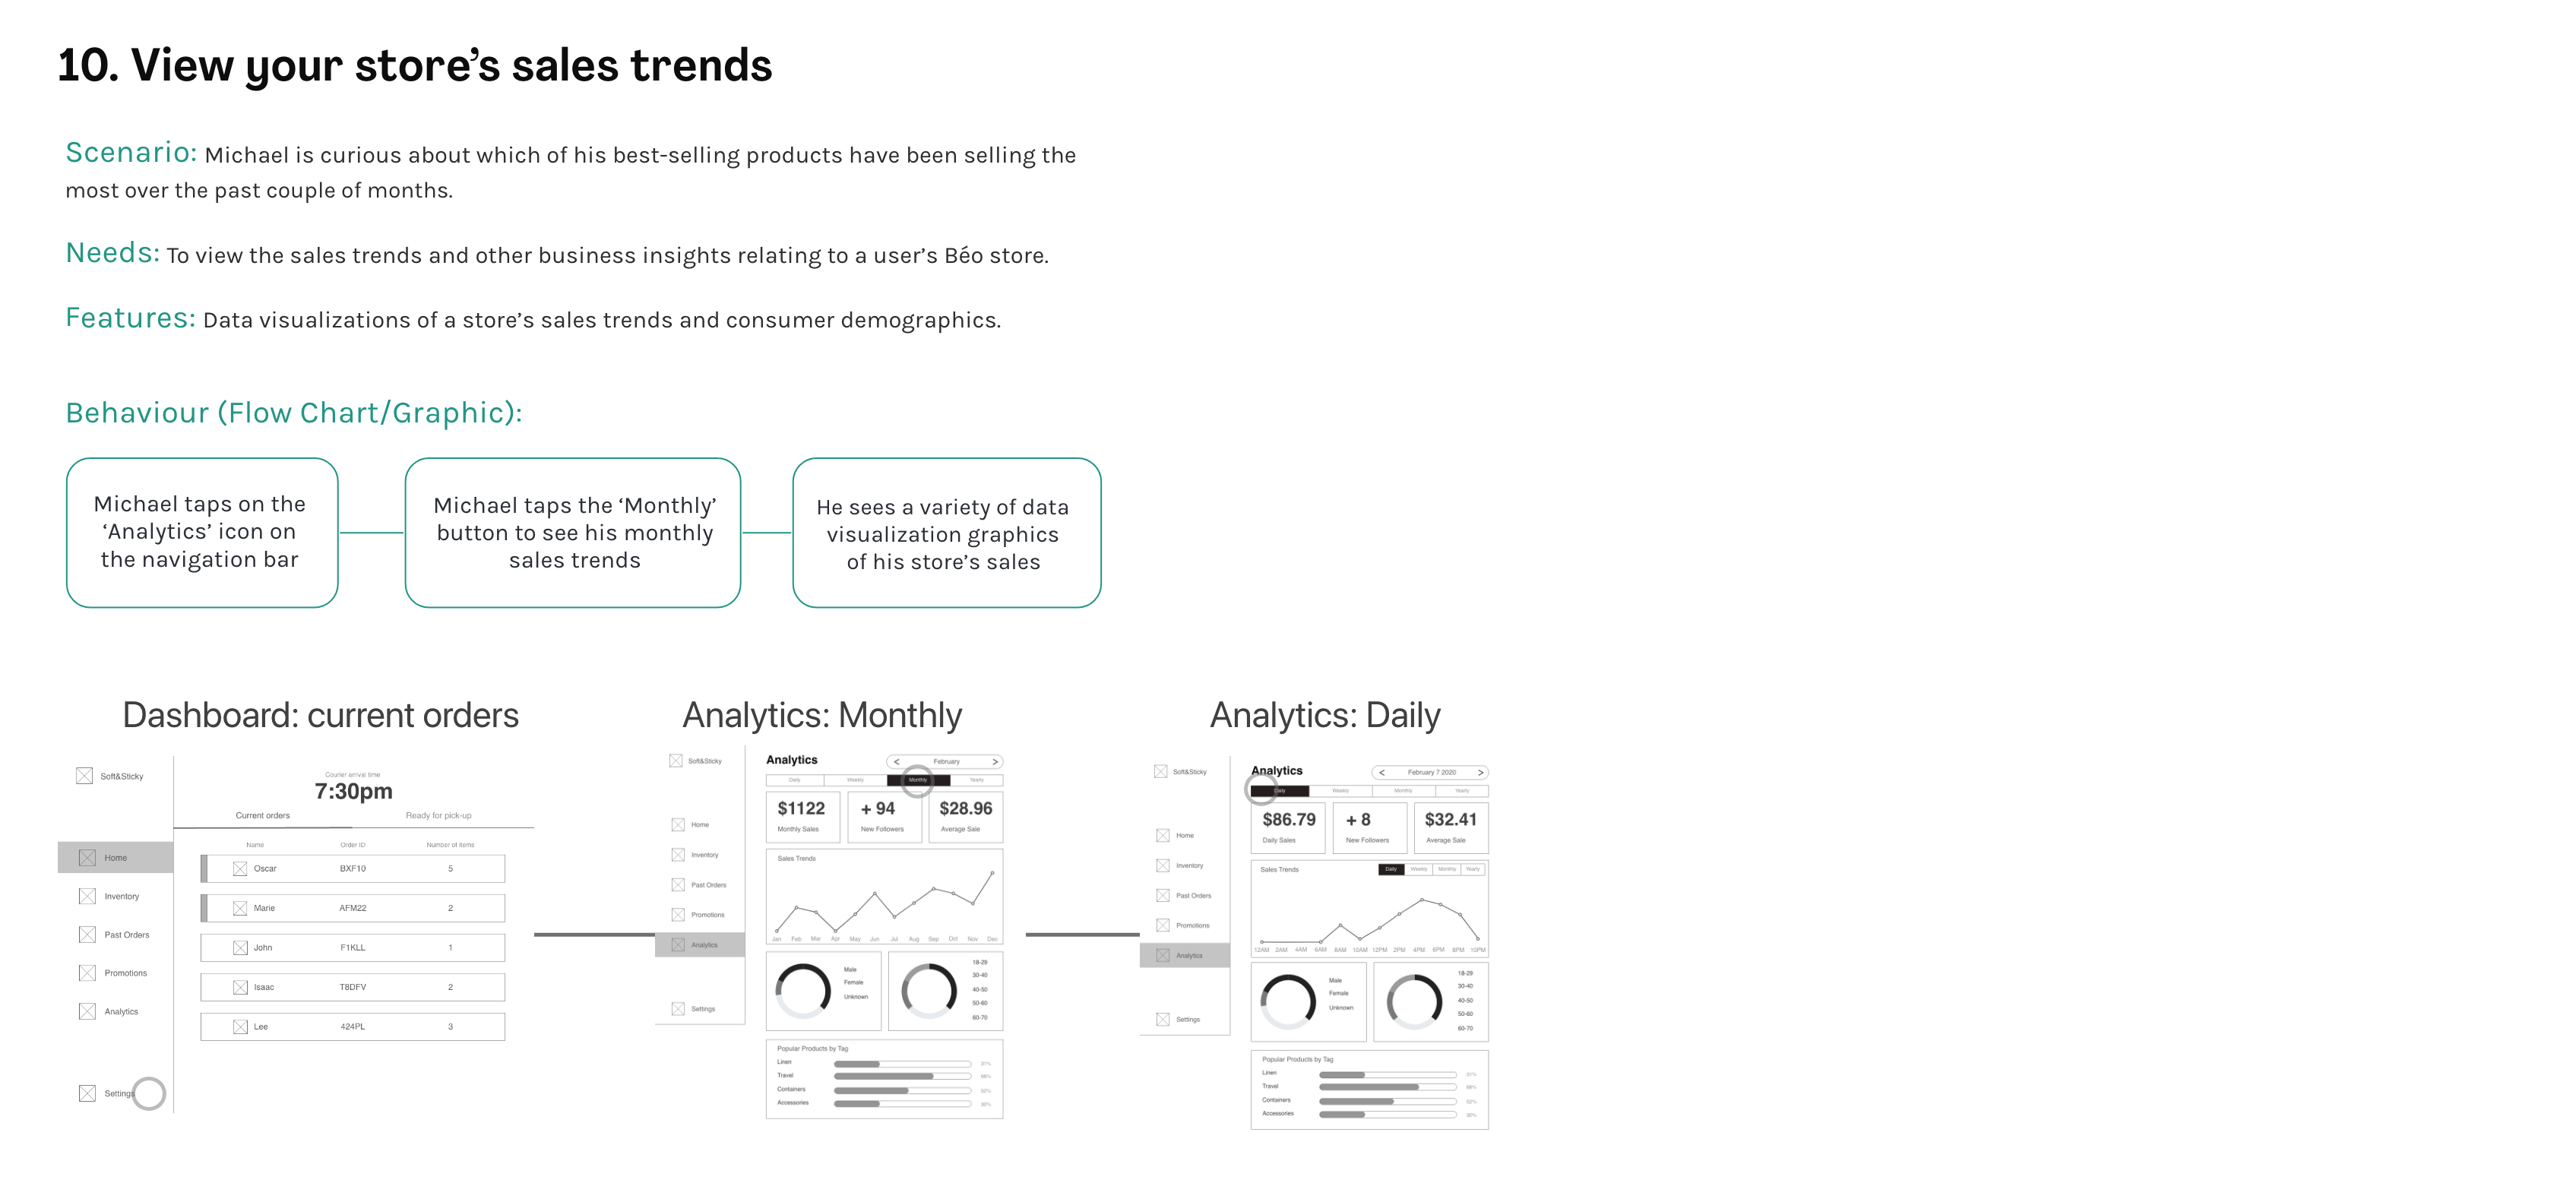 10. View your store’s sales trends
Scenario: Michael is curious about which of his best-selling products have been selling the
most over the past couple of months.
Needs: To view the sales trends and other business insights relating to a user’s Béo store.
Features: Data visualizations of a store’s sales trends and consumer demographics.
Behaviour (Flow Chart/Graphic):
Michael taps on the
‘Analytics’ icon on
the navigation bar
Michael taps the ‘Monthly’
button to see his monthly
sales trends
He sees a variety of data
visualization graphics
of his store’s sales
Dashboard: current orders
Soft&Sticky
Home
Inventory
Past Orders
Promotions
Analytics
Settings
Courier arrival time
7:30pm
Current orders Ready for pick-up
Name Order ID Number of items
Oscar BXF10 5
Marie AFM22 2
John F1KLL 1
Isaac T8DFV 2
Lee 424PL 3
Analytics: Monthly
Soft&Sticky
Home
Inventory
Past Orders
Promotions
Analytics
Settings
Analytics
< February >
Daily Weekly Monthly Yearly
$1122 + 94 $28.96
Monthly Sales New Followers Average Sale
Sales Trends
Jan Feb Mar Apr May Jun Jul Aug Sep Oct Nov Dec
Male
Female
Unknown
18-29
30-40
40-50
50-60
60-70
Popular Products by Tag
Linen
Travel
Containers
Accessories
Analytics: Daily
Soft&Sticky
Home
Inventory
Past Orders
Promotions
Analytics
Settings
Analytics
< February 7 2020 >
Daily Weekly Monthly Yearly
$86.79 + 8 $32.41
Daily Sales New Followers Average Sale
Sales Trends Daily Weekly Monthly Yearly
12AM 2AM 4AM 6AM 8AM 10AM 12PM 2PM 4PM 6PM 8PM 10PM
Male
Female
Unknown
18-29
30-40
40-50
50-60
60-70
Popular Products by Tag
Linen
Travel
Containers
Accessories